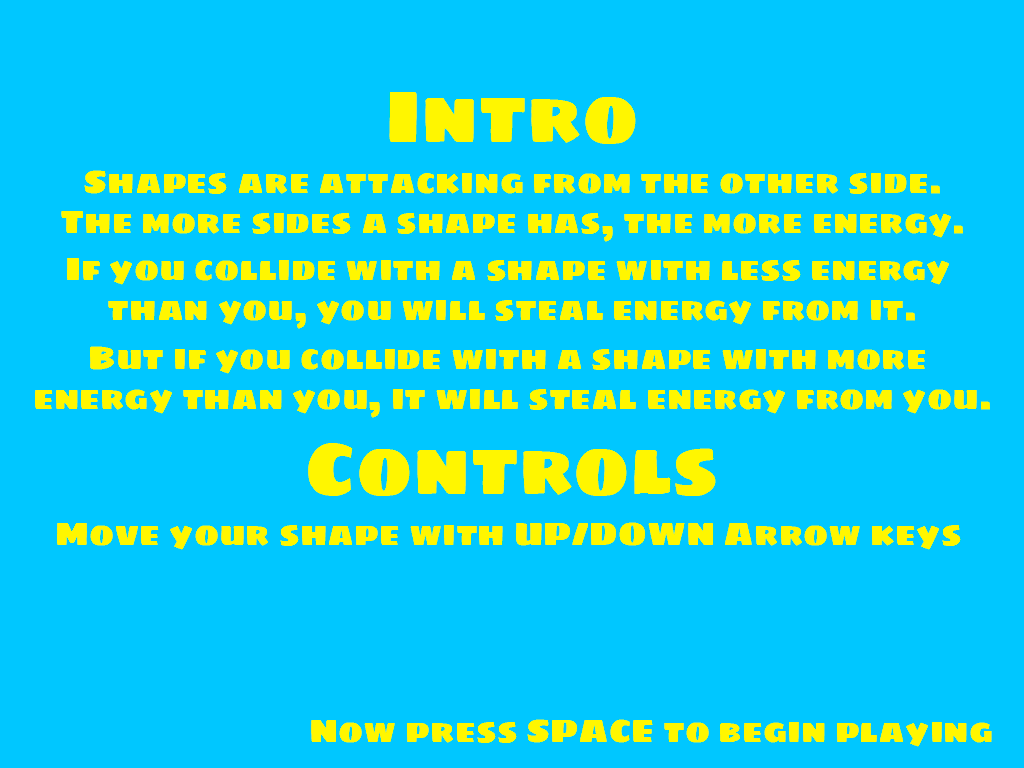 Intro
Shapes are attacking from the other side.
The more sides a shape has, the more energy.
If you collide with a shape with less energy
than you, you will steal energy from it.
But if you collide with a shape with more
energy than you, it will steal energy from you.
Controls
Move your shape with UP/DOWN Arrow keys
Now press SPACE to begin playing